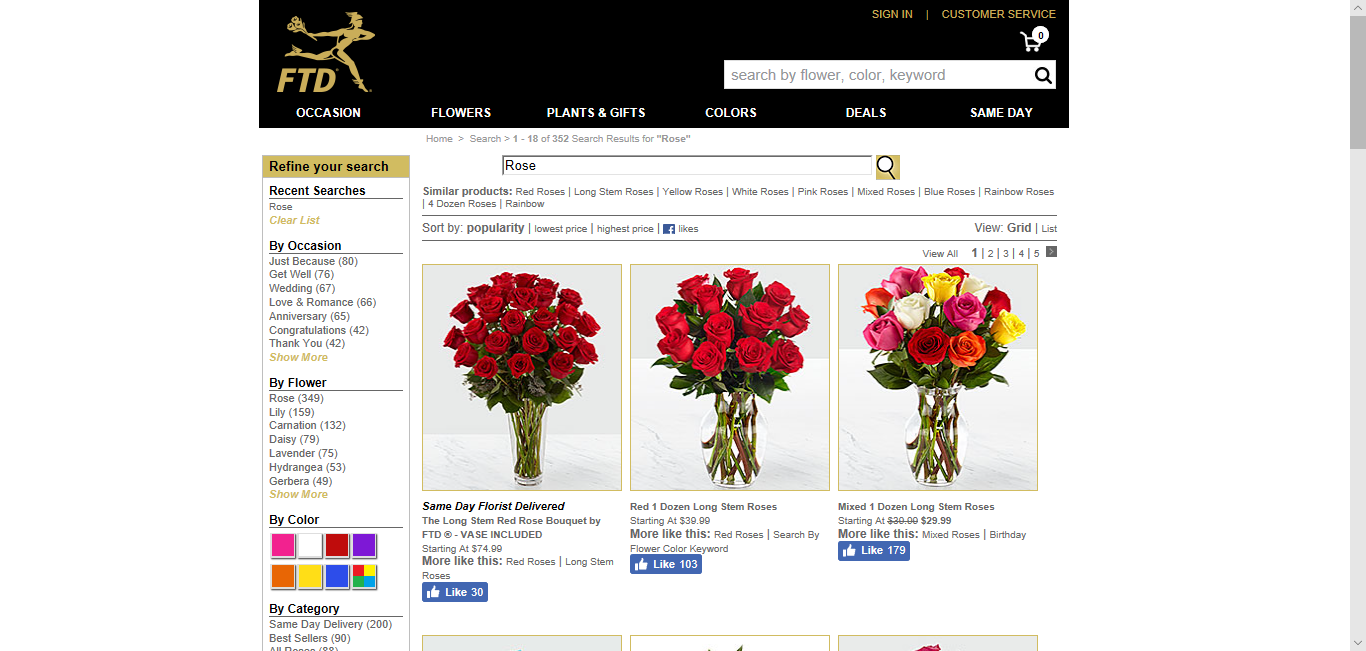 SIGN IN | CUSTOMER SERVICE
0
FTD
search by flower, color, keyword
OCCASION FLOWERS PLANTS & GIFTS COLORS DEALS SAME DAY
Home > Search > 1 - 18 of 352 Search Results for "Rose"
Refine your search
Recent Searches
Rose
Clear List
By Occasion
Just Because (80)
Get Well (76)
Wedding (67)
Love & Romance (66)
Anniversary (65)
Congratulations (42)
Thank You (42)
Show More
By Flower
Rose (349)
Lily (159)
Carnation (132)
Daisy (79)
Lavender (75)
Hydrangea (53)
Gerbera (49)
Show More
By Color
By Category
Same Day Delivery (200)
Best Sellers (90)
All Roses (88)
Rose
Similar products: Red Roses | Long Stem Roses | Yellow Roses | White Roses | Pink Roses | Mixed Roses | Blue Roses | Rainbow Roses
| 4 Dozen Roses | Rainbow
Sort by: popularity | lowest price | highest price | f likes
View: Grid | List
View All 1 | 2 | 3 | 4 | 5 >
Same Day Florist Delivered
The Long Stem Red Rose Bouquet by
FTD ® - VASE INCLUDED
Starting At $74.99
More like this: Red Roses | Long Stem
Roses
Like 30
Red 1 Dozen Long Stem Roses
Starting At $39.99
More like this: Red Roses | Search By
Flower Color Keyword
Like 103
Mixed 1 Dozen Long Stem Roses
Starting At $39.99 $29.99
More like this: Mixed Roses | Birthday
Like 179